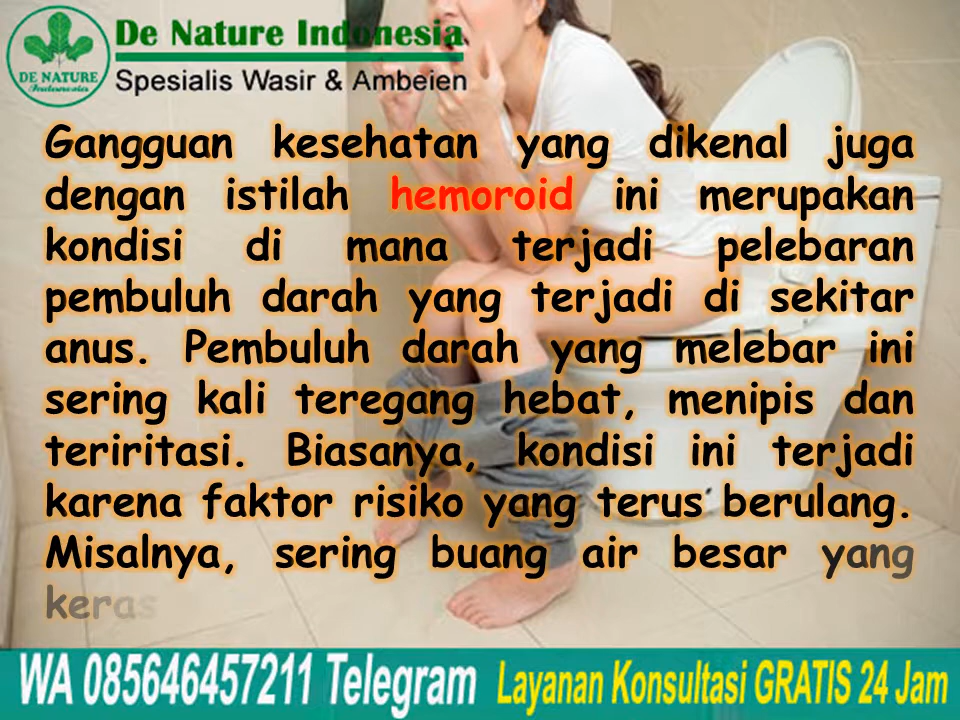 De Nature Indonesia
DE NATURE
Indonesia
Spesialis Wasir & Ambeien
Gangguan kesehatan yang dikenal juga
dengan istilah hemoroid ini merupakan
kondisi di mana terjadi pelebaran
pembuluh darah yang terjadi di sekitar
anus. Pembuluh darah yang melebar ini
sering kali teregang hebat, menipis dan
teriritasi. Biasanya, kondisi ini terjadi
karena faktor risiko yang terus berulang.
Misalnya, sering buang air besar yang
keras
WA 085646457211 Telegram Layanan Konsultasi GRATIS 24 Jam